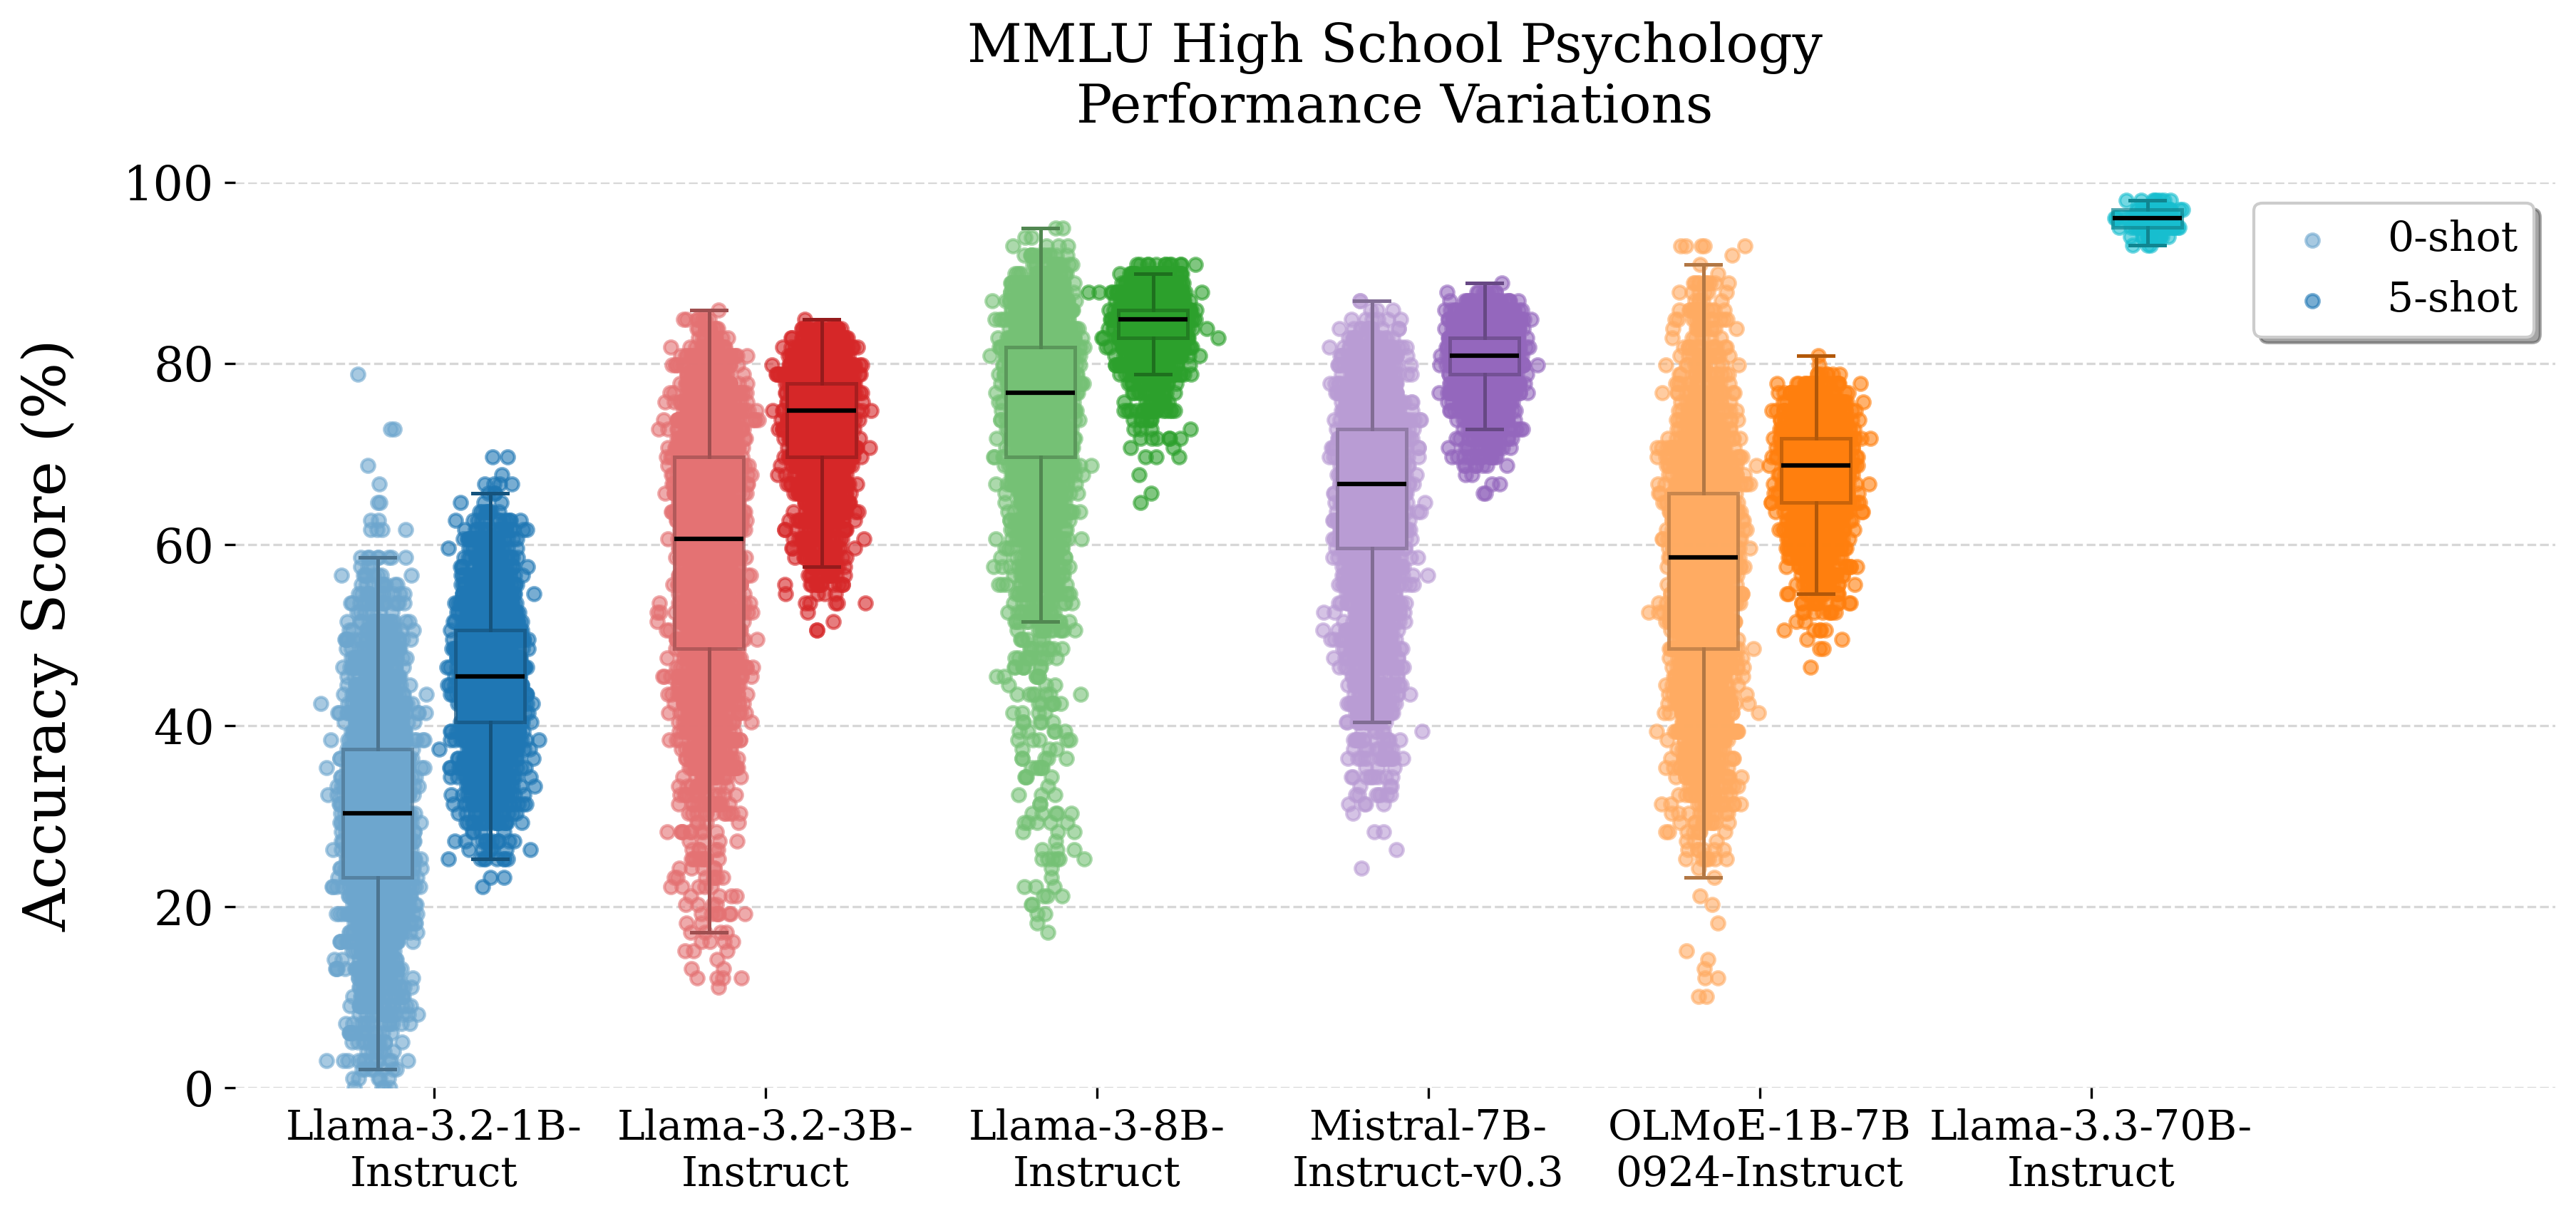 MMLU High School Psychology
Performance Variations
Accuracy Score (%)
100
80
60
40
20
0
0-shot
5-shot
Llama-3.2-1B-
Instruct
Llama-3.2-3B-
Instruct
Llama-3-8B-
Instruct
Mistral-7B-
Instruct-v0.3
OLMoE-1B-7B
0924-Instruct
Llama-3.3-70B-
Instruct